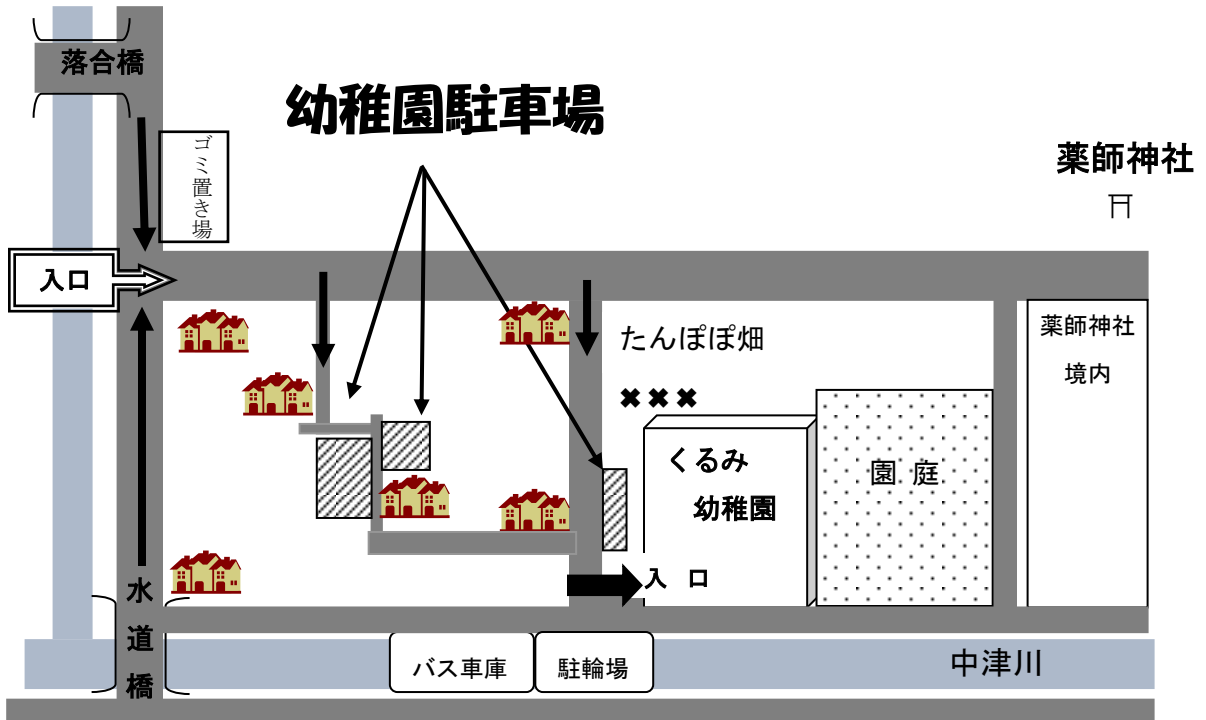 落合橋
幼稚園駐車場
ゴミ置き場
薬師神社
入口
たんぽぽ畑
薬師神社
境内
くるみ
幼稚園
園庭
入口
水道橋
バス車庫
駐輪場
中津川